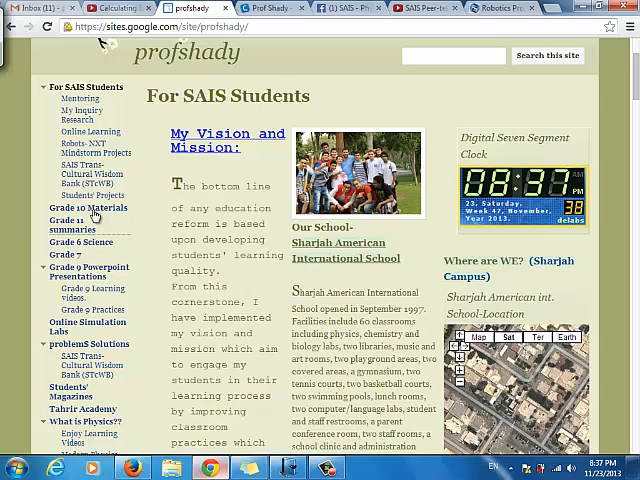 Inbox (11) -
Calculating
profshady
Prof Shady -
SAIS - Ph
SAIS Peer-te
Robotics Pro
https://sites.google.com/site/profshady/
profshady
Search this site
For SAIS Students
Mentoring
My Inquiry
Research
Online Learning
Robots- NXT
Mindstorm Projects
SAIS Trans-
Cultural Wisdom
Bank (STcWB)
Students' Projects
Grade 10 Materials
Grade 11
summaries
Grade 6 Science
Grade 7
Grade 9 Powerpoint
Presentations
Grade 9 Learning
videos.
Grade 9 Practices
Online Simulation
Labs
problemS Solutions
SAIS Trans-
Cultural Wisdom
Bank (STcWB)
Students'
Magazines
Tahrir Academy
What is Physics??
Enjoy Learning
Videos
Modern Physics
For SAIS Students
My Vision and
Mission:
The bottom line
of any education
reform is based
upon developing
students' learning
quality.
From this
cornerstone, I
have implemented
my vision and
mission which aim
to engage my
students in their
learning process
by improving
classroom
practices which
Our School-
Sharjah American
International School
Sharjah American International
School opened in September 1997.
Facilities include 60 classrooms
including physics, chemistry and
biology labs, two libraries, music and
art rooms, two playground areas, two
covered areas, a gymnasium, two
tennis courts, two basketball courts,
two swimming pools, lunch rooms,
two computer/language labs, student
and staff restrooms, a parent
conference room, two staff rooms, a
school clinic and administration
Digital Seven Segment
Clock
08:37 AM PM
23, Saturday,
Week 47, November,
Year 2013.
38
delabs
Where are WE? (Sharjah
Campus)
Sharjah American int.
School-Location
Map Sat Ter Earth
EN
8:37 PM
11/23/2013